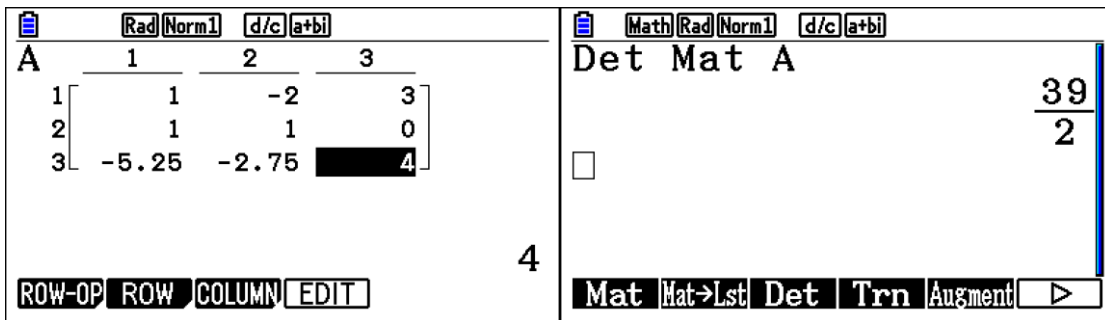 Rad Norm1 d/c a+bi
A 1 2 3
1 1 -2 3
2 1 1 0
3 -5.25 -2.75 4
4
ROW-OP ROW COLUMN EDIT
Math Rad Norm1 d/c a+bi
Det Mat A
39
2
Mat Mat→Lst Det Trn Augment ▷